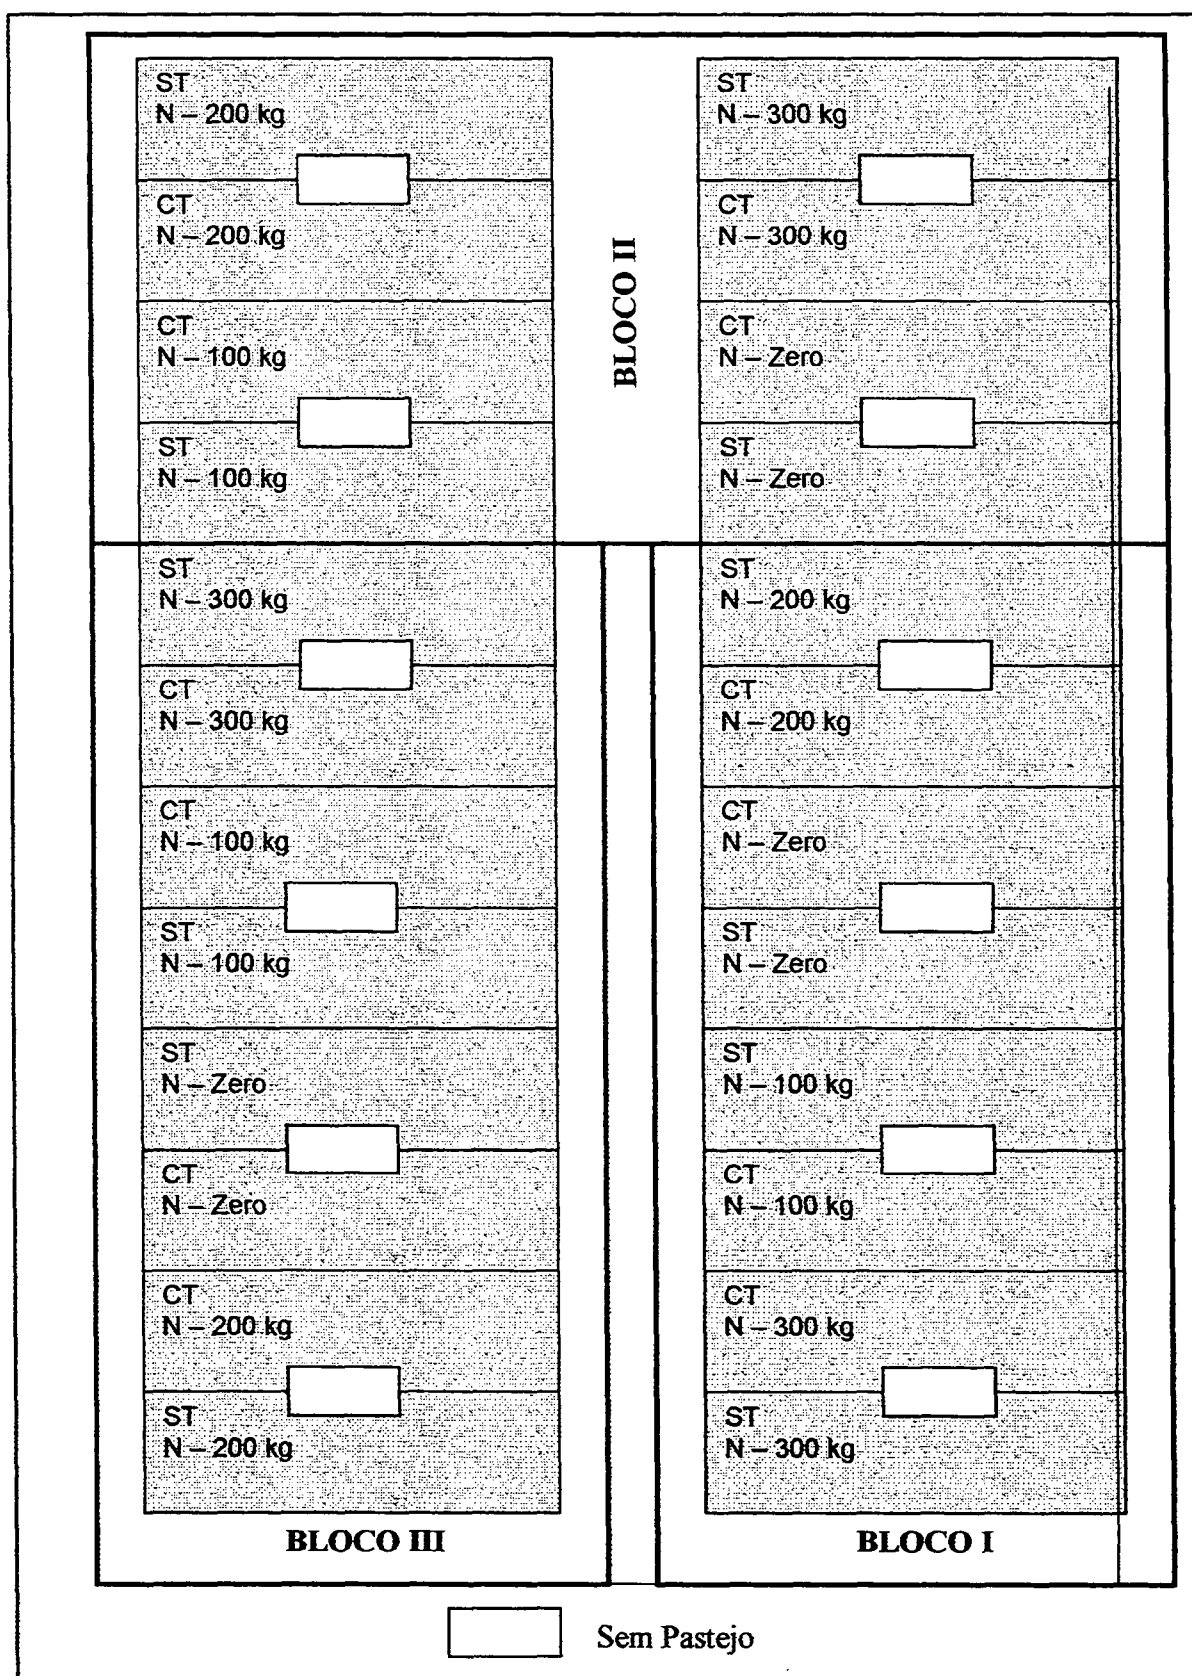 ST
N – 200 kg
CT
N – 200 kg
CT
N – 100 kg
ST
N – 100 kg
BLOCO II
ST
N – 300 kg
CT
N – 300 kg
CT
N – Zero
ST
N – Zero
ST
N – 300 kg
CT
N – 300 kg
CT
N – 100 kg
ST
N – 100 kg
ST
N – Zero
CT
N – Zero
CT
N – 200 kg
ST
N – 200 kg
BLOCO III
ST
N – 200 kg
CT
N – 200 kg
CT
N – Zero
ST
N – Zero
ST
N – 100 kg
CT
N – 100 kg
CT
N – 300 kg
ST
N – 300 kg
BLOCO I
Sem Pastejo